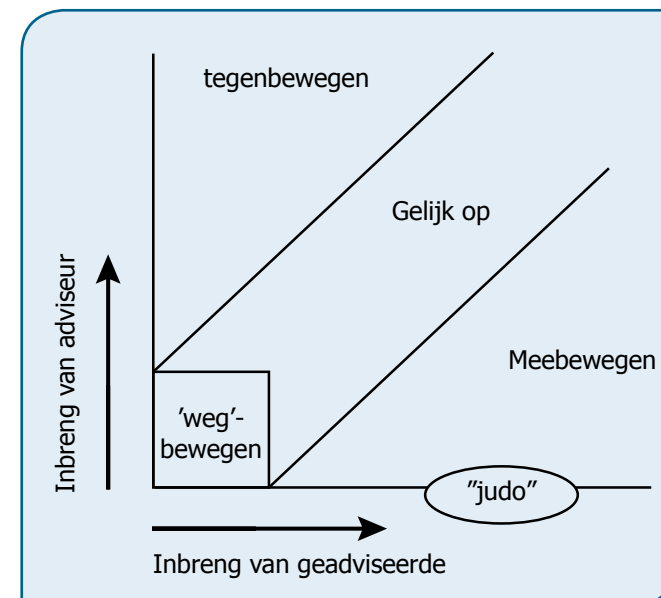 tegenbewegen
Gelijk op
Inbreng van adviseur
Meebewegen
’weg’-
bewegen
”judo”
Inbreng van geadviseerde